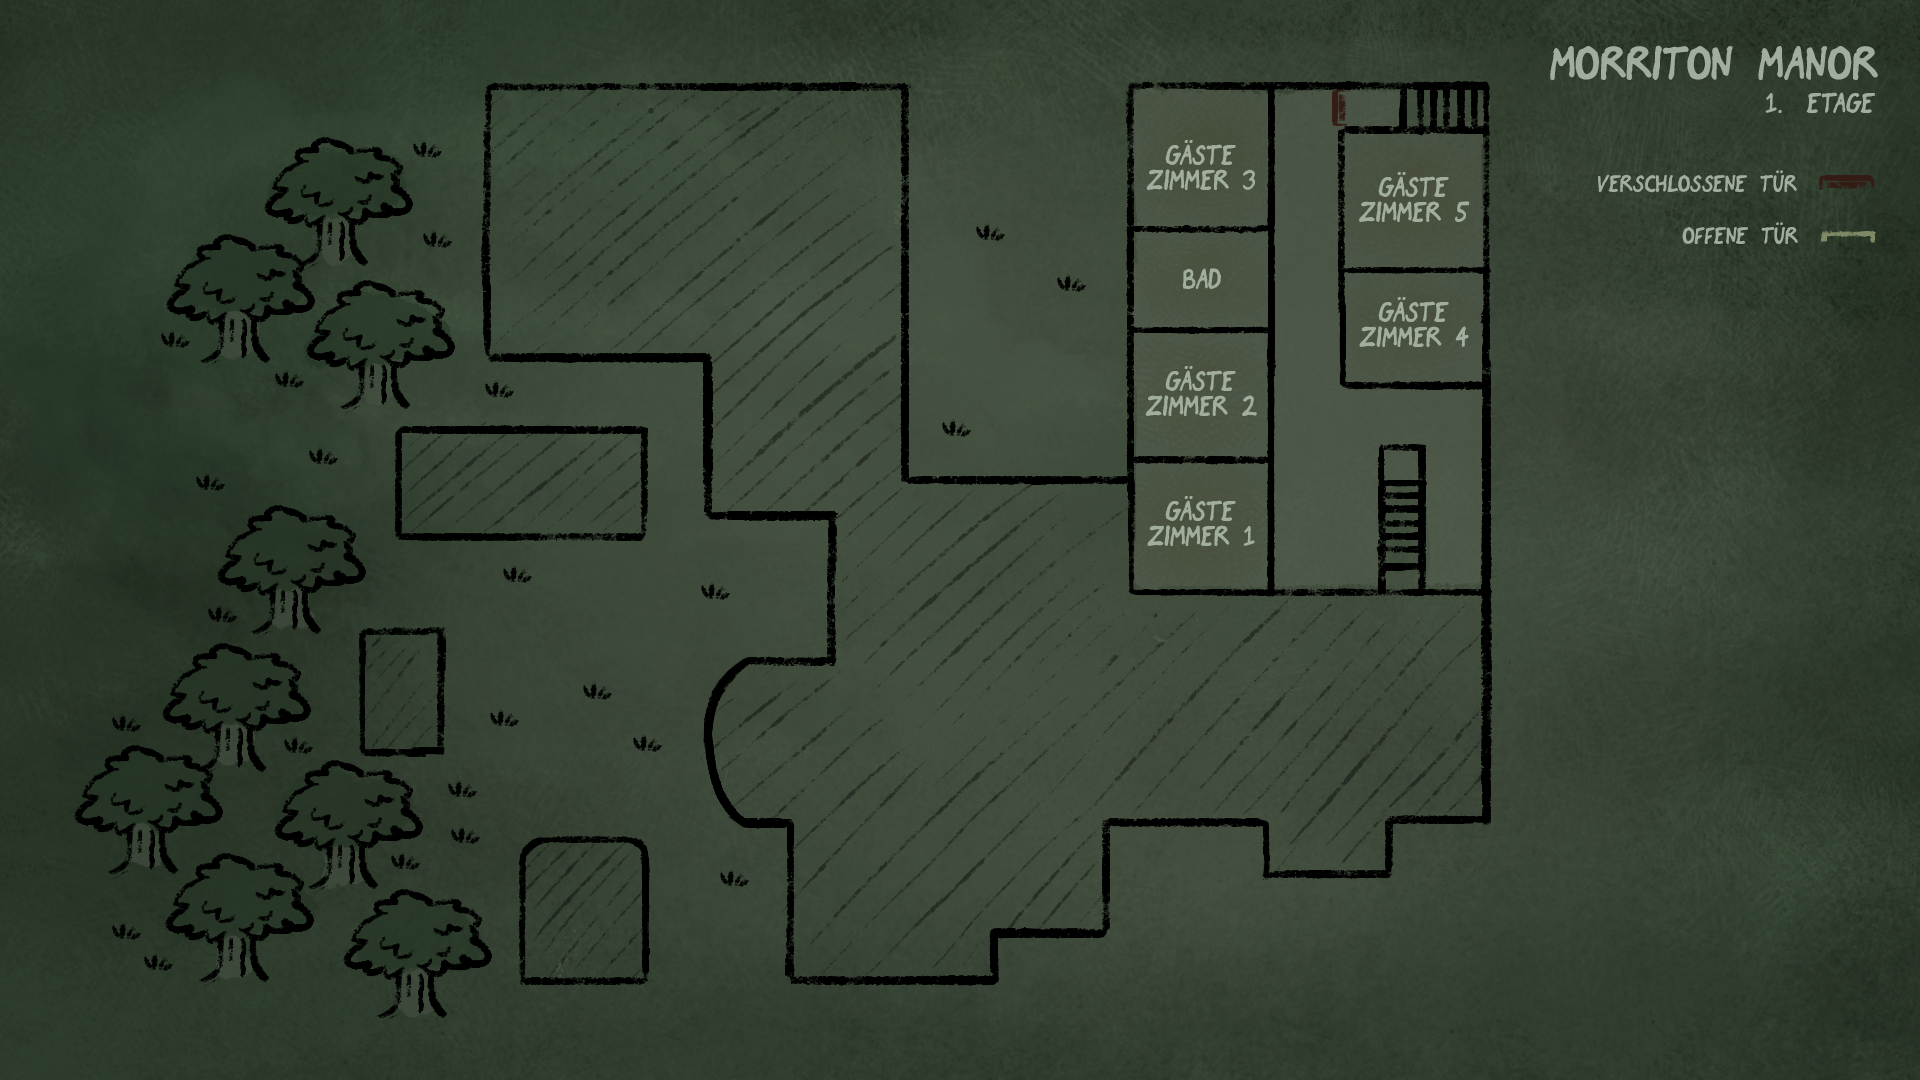 MORRITON MANOR
1. ETAGE
VERSCHLOSSENE TÜR
OFFENE TÜR
GÄSTE
ZIMMER 3
BAD
GÄSTE
ZIMMER 2
GÄSTE
ZIMMER 1
GÄSTE
ZIMMER 5
GÄSTE
ZIMMER 4